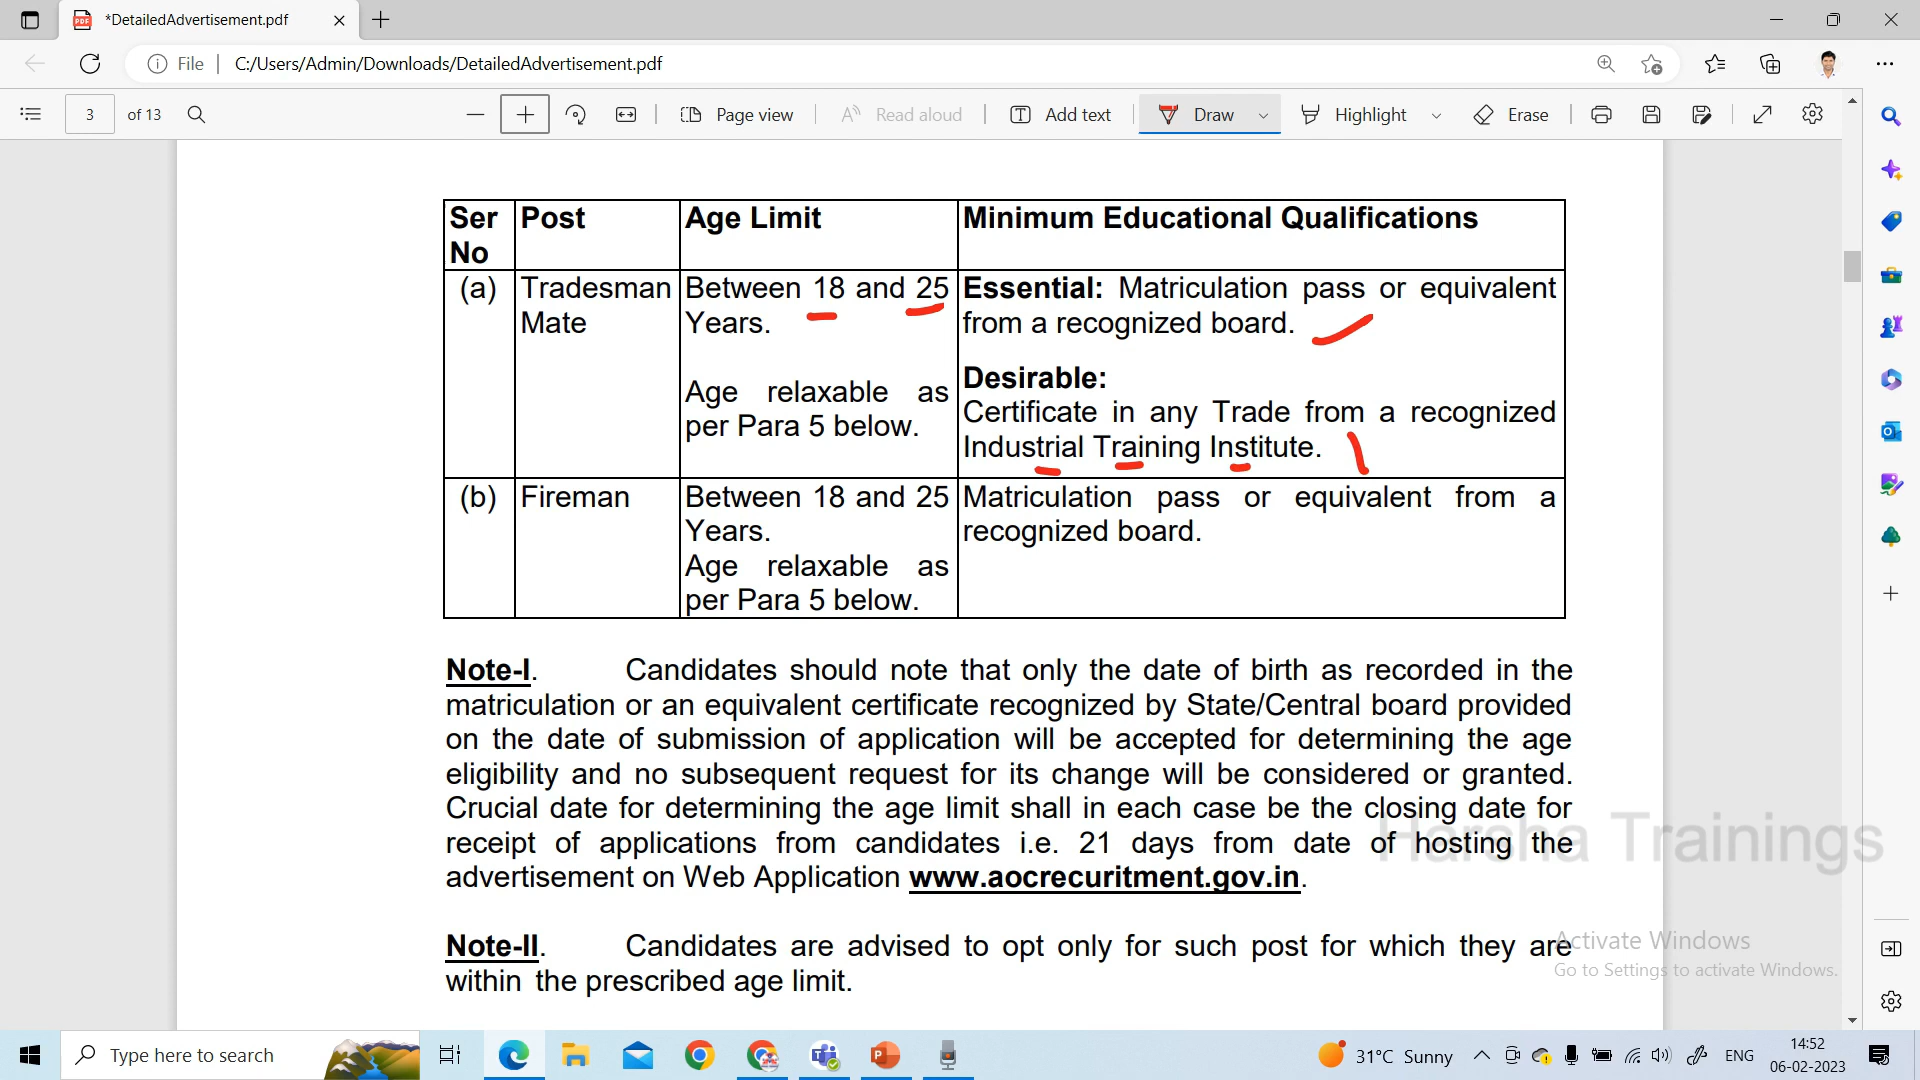 *DetailedAdvertisement.pdf
File
C:/Users/Admin/Downloads/DetailedAdvertisement.pdf
3 of 13
Page view
Read aloud
Add text
Draw
Highlight
Erase
Ser No
Post
Age Limit
Minimum Educational Qualifications
(a)
Tradesman
Mate
Between 18 and 25
Years.
Age relaxable as
per Para 5 below.
Essential: Matriculation pass or equivalent
from a recognized board.
Desirable:
Certificate in any Trade from a recognized
Industrial Training Institute.
(b)
Fireman
Between 18 and 25
Years.
Age relaxable as
per Para 5 below.
Matriculation pass or equivalent from a
recognized board.
Note-I. Candidates should note that only the date of birth as recorded in the
matriculation or an equivalent certificate recognized by State/Central board provided
on the date of submission of application will be accepted for determining the age
eligibility and no subsequent request for its change will be considered or granted.
Crucial date for determining the age limit shall in each case be the closing date for
receipt of applications from candidates i.e. 21 days from date of hosting the
advertisement on Web Application www.aocrecuritment.gov.in.
Harsha Trainings
Note-II. Candidates are advised to opt only for such post for which they are
within the prescribed age limit.
Activate Windows
Go to Settings to activate Windows.
Type here to search
31°C Sunny
ENG
14:52
06-02-2023